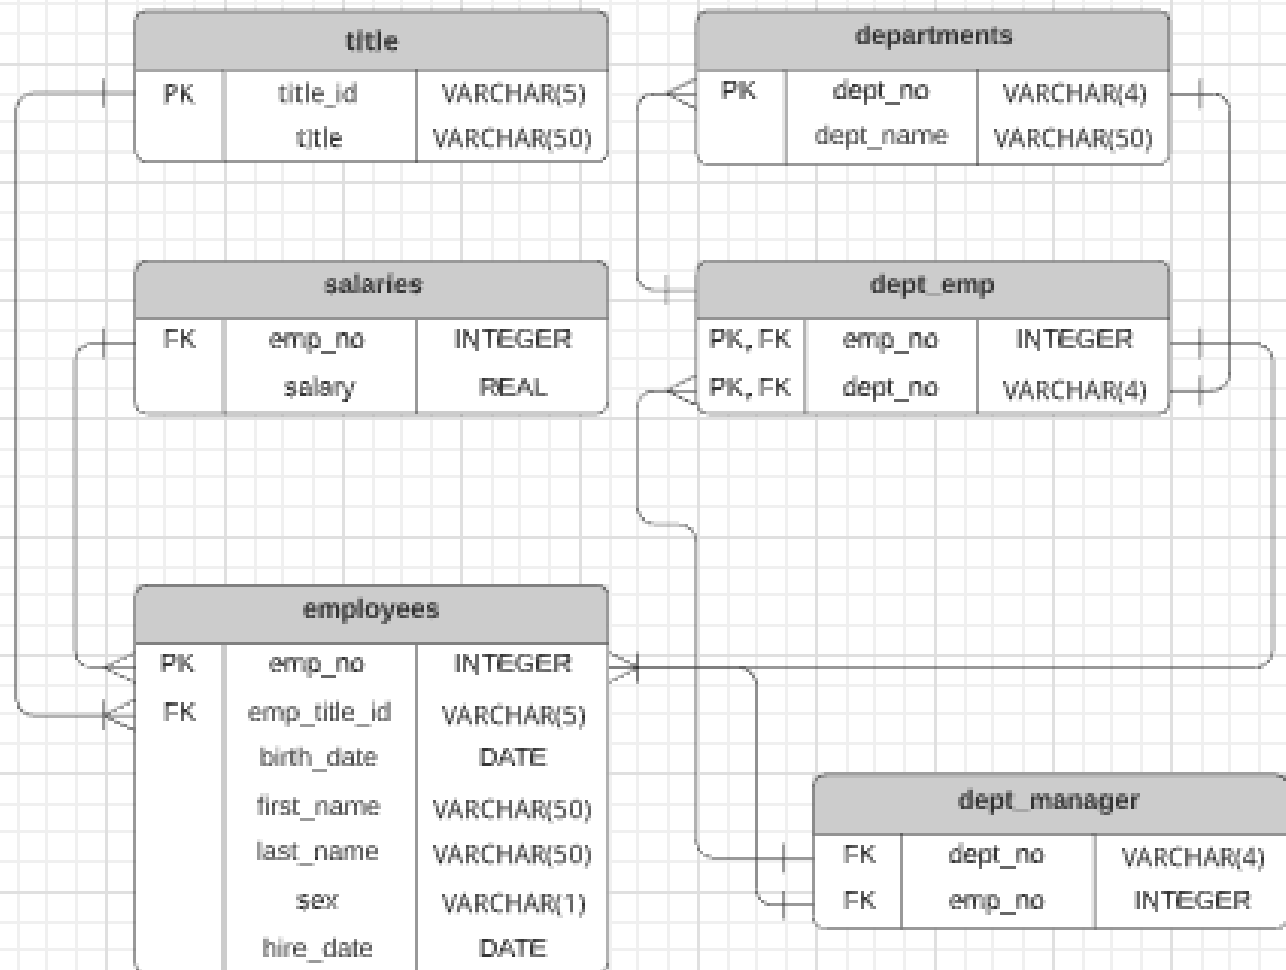 title
PK title_id VARCHAR(5)
title VARCHAR(50)
departments
PK dept_no VARCHAR(4)
dept_name VARCHAR(50)
salaries
FK emp_no INTEGER
salary REAL
dept_emp
PK, FK emp_no INTEGER
PK, FK dept_no VARCHAR(4)
employees
PK emp_no INTEGER
FK emp_title_id VARCHAR(5)
birth_date DATE
first_name VARCHAR(50)
last_name VARCHAR(50)
sex VARCHAR(1)
hire_date DATE
dept_manager
FK dept_no VARCHAR(4)
FK emp_no INTEGER